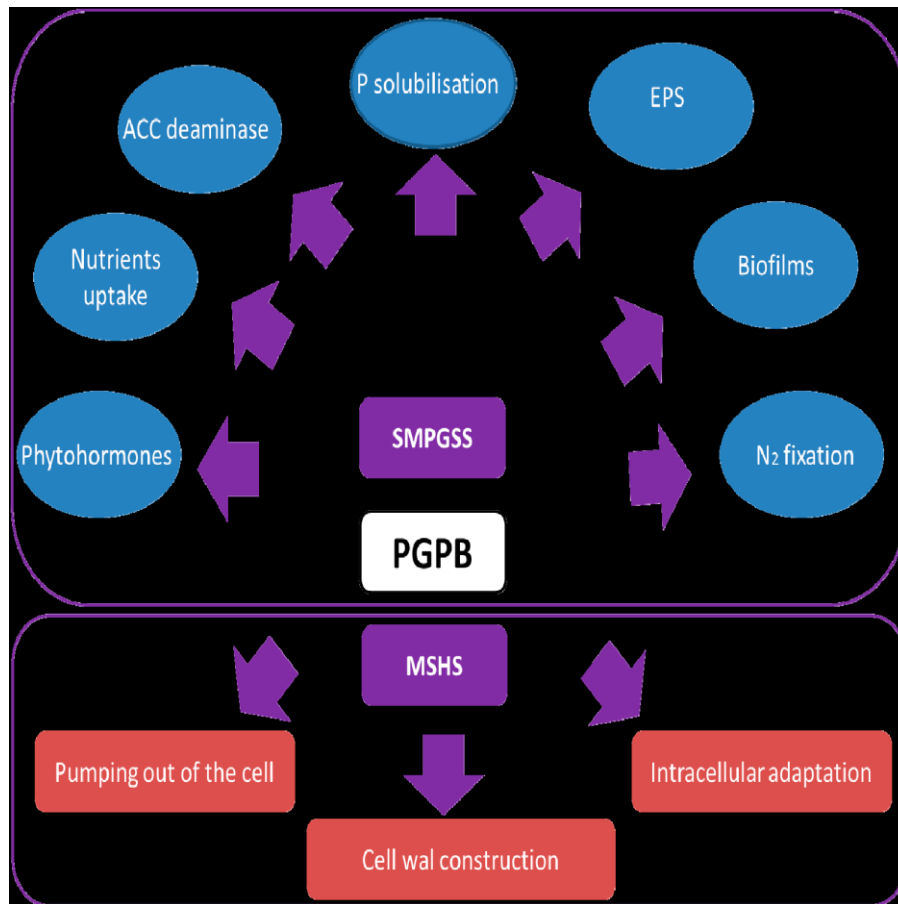 P solubilisation
EPS
ACC deaminase
Nutrients
uptake
Biofilms
Phytohormones
SMPGSS
N₂ fixation
PGPB
MSHS
Pumping out of the cell
Intracellular adaptation
Cell wal construction